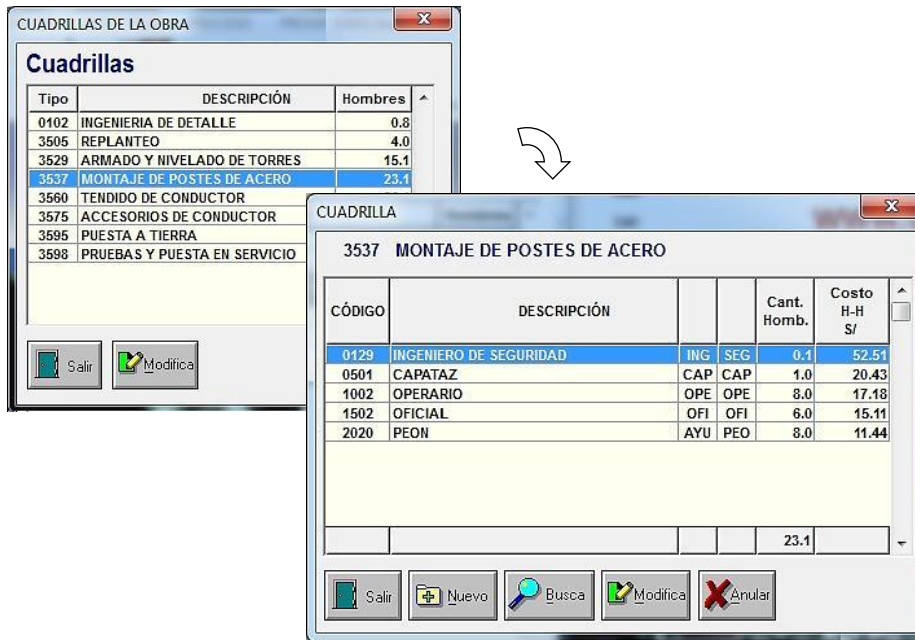 CUADRILLAS DE LA OBRA
Cuadrillas
Tipo DESCRIPCIÓN Hombres
0102 INGENIERIA DE DETALLE 0.8
3505 REPLANTEO 4.0
3529 ARMADO Y NIVELADO DE TORRES 15.1
3537 MONTAJE DE POSTES DE ACERO 23.1
3560 TENDIDO DE CONDUCTOR
3575 ACCESORIOS DE CONDUCTOR
3595 PUESTA A TIERRA
3598 PRUEBAS Y PUESTA EN SERVICIO
Salir Modifica
CUADRILLA
3537 MONTAJE DE POSTES DE ACERO
CÓDIGO DESCRIPCIÓN Cant. Homb. Costo H-H S/
0129 INGENIERO DE SEGURIDAD ING SEG 0.1 52.51
0501 CAPATAZ CAP CAP 1.0 20.43
1002 OPERARIO OPE OPE 8.0 17.18
1502 OFICIAL OFI OFI 6.0 15.11
2020 PEON AYU PEO 8.0 11.44
23.1
Salir Nuevo Busca Modifica Anular